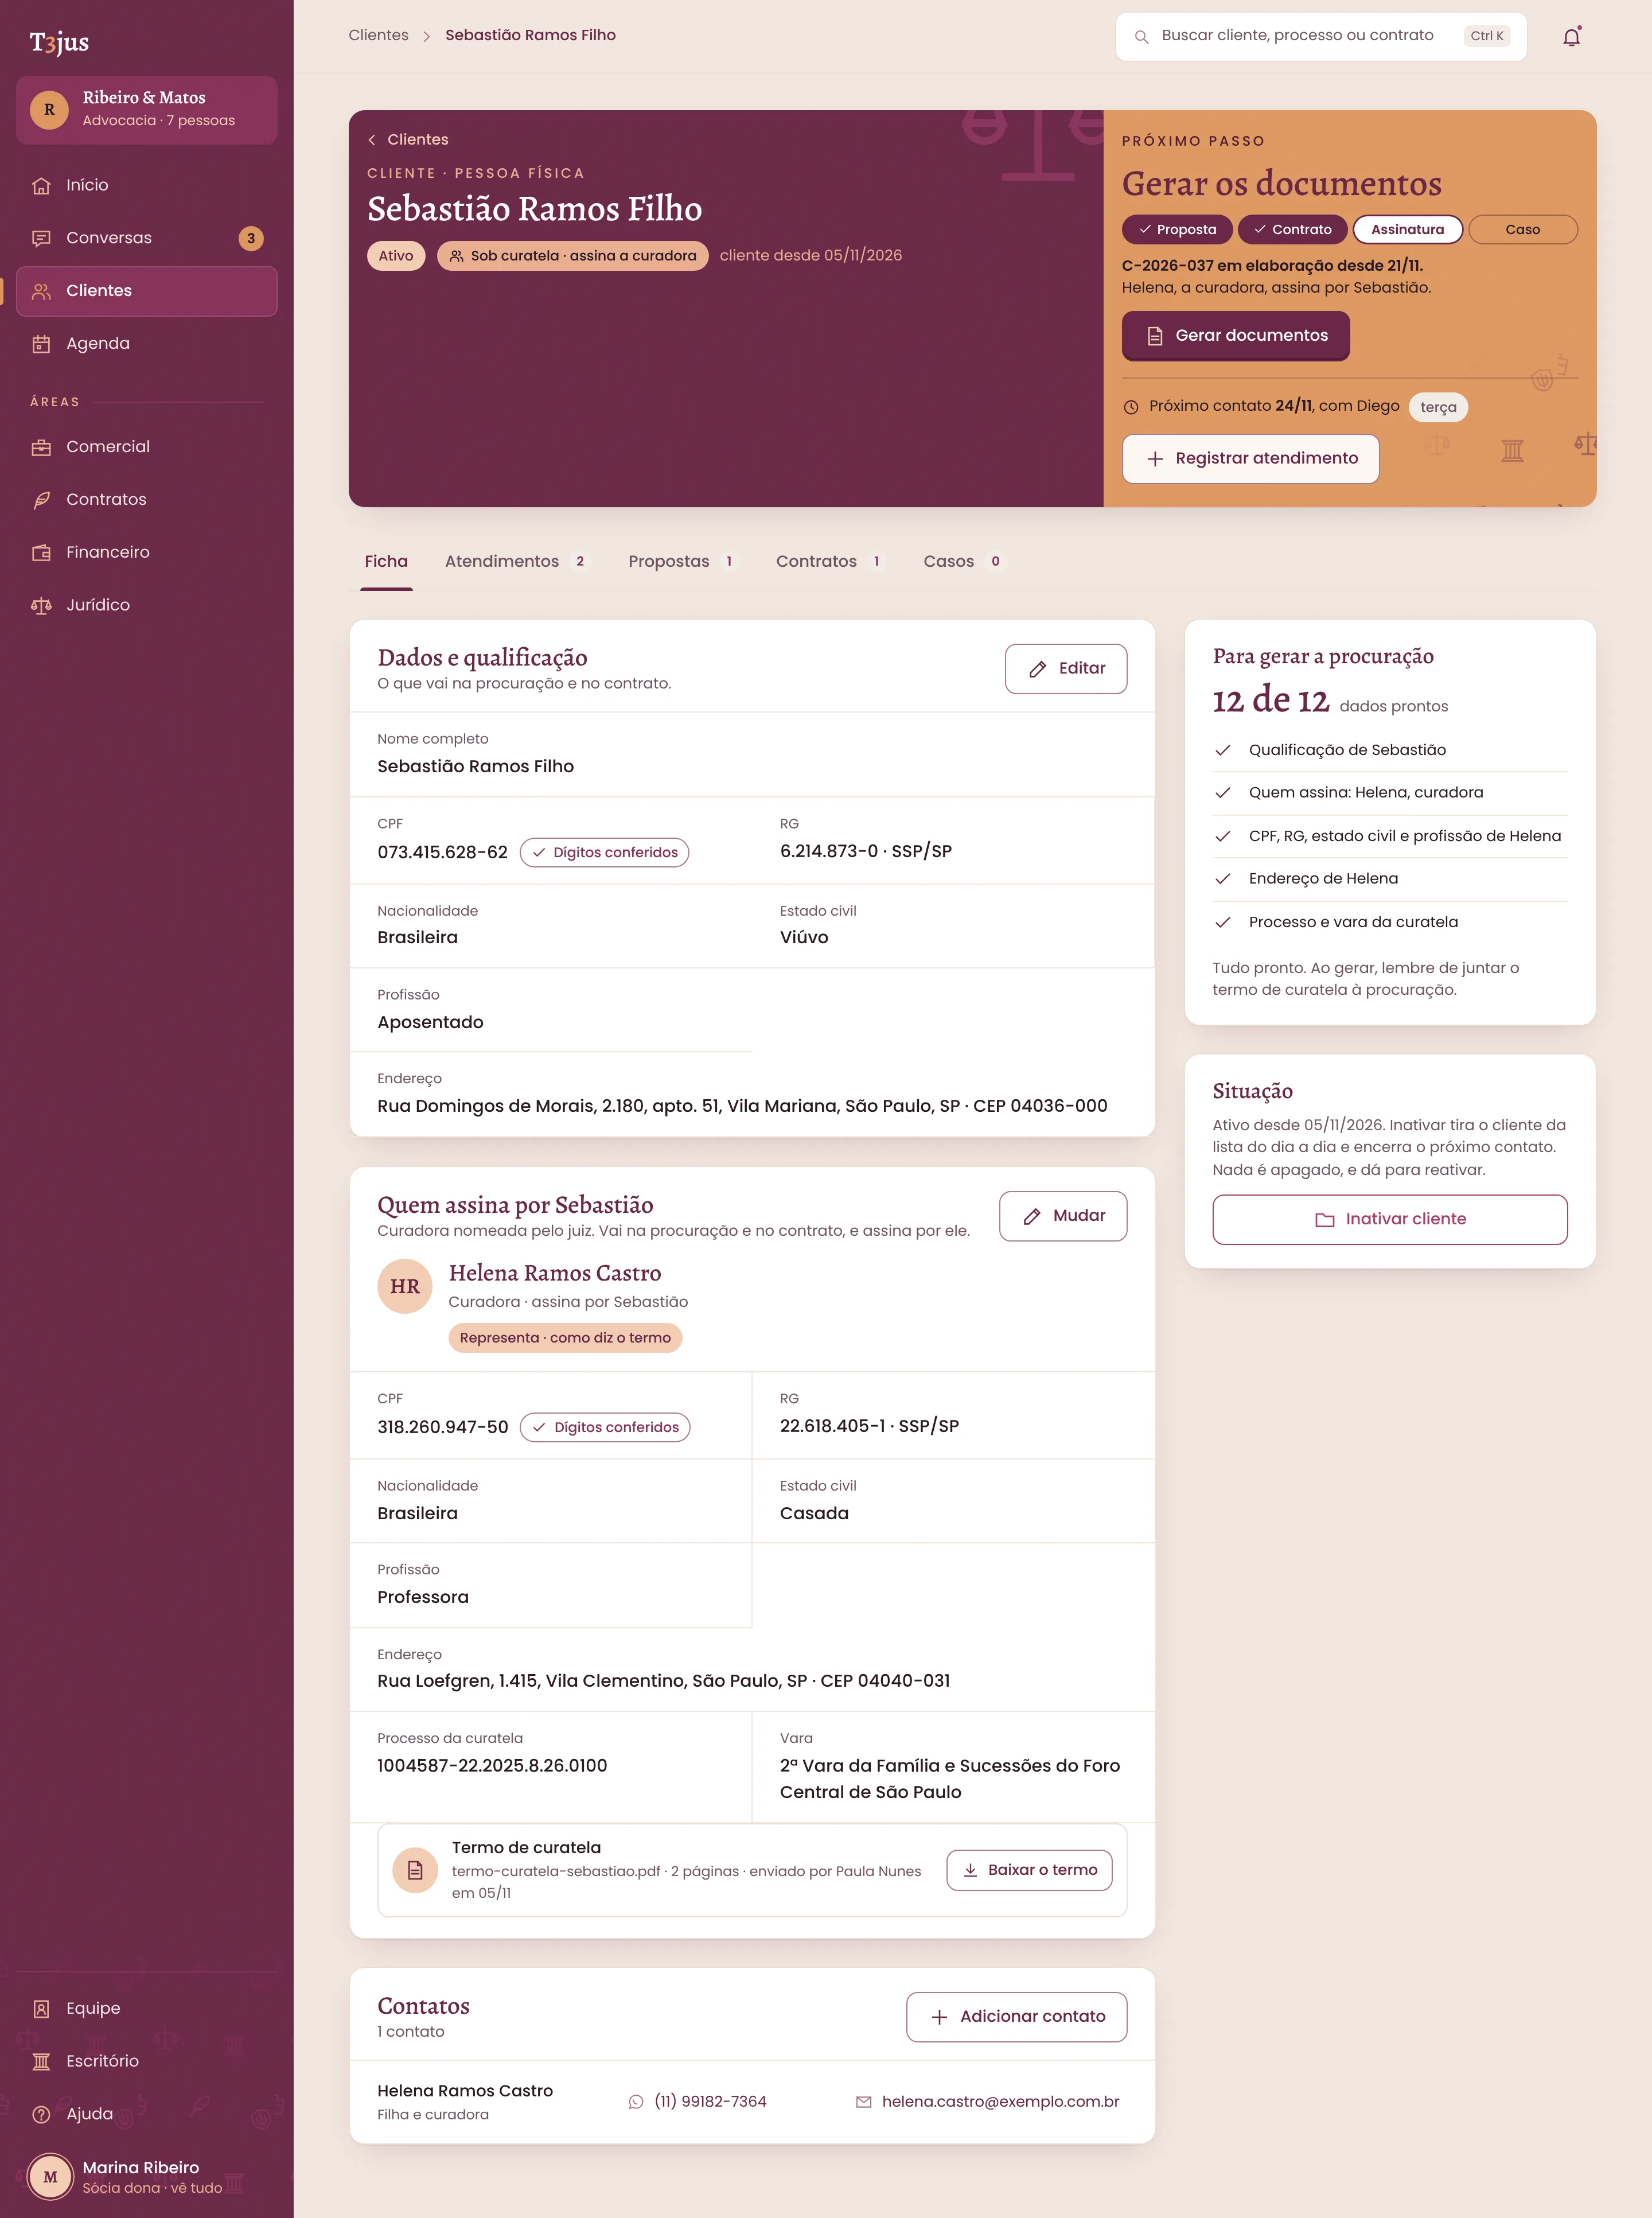 T3jus
R
Ribeiro & Matos
Advocacia · 7 pessoas
Início
Conversas 3
Clientes
Agenda
ÁREAS
Comercial
Contratos
Financeiro
Jurídico
Equipe
Escritório
Ajuda
M
Marina Ribeiro
Sócia dona · vê tudo
Clientes > Sebastião Ramos Filho
Buscar cliente, processo ou contrato Ctrl K
Clientes
CLIENTE · PESSOA FÍSICA
Sebastião Ramos Filho
Ativo Sob curatela · assina a curadora cliente desde 05/11/2026
PRÓXIMO PASSO
Gerar os documentos
Proposta Contrato Assinatura Caso
C-2026-037 em elaboração desde 21/11.
Helena, a curadora, assina por Sebastião.
Gerar documentos
Próximo contato 24/11, com Diego terça
Registrar atendimento
Ficha Atendimentos 2 Propostas 1 Contratos 1 Casos 0
Dados e qualificação
O que vai na procuração e no contrato.
Editar
Nome completo
Sebastião Ramos Filho
CPF
073.415.628-62 Dígitos conferidos
RG
6.214.873-0 · SSP/SP
Nacionalidade
Brasileira
Estado civil
Viúvo
Profissão
Aposentado
Endereço
Rua Domingos de Morais, 2.180, apto. 51, Vila Mariana, São Paulo, SP · CEP 04036-000
Quem assina por Sebastião
Curadora nomeada pelo juiz. Vai na procuração e no contrato, e assina por ele.
Mudar
HR
Helena Ramos Castro
Curadora · assina por Sebastião
Representa · como diz o termo
CPF
318.260.947-50 Dígitos conferidos
RG
22.618.405-1 · SSP/SP
Nacionalidade
Brasileira
Estado civil
Casada
Profissão
Professora
Endereço
Rua Loefgren, 1.415, Vila Clementino, São Paulo, SP · CEP 04040-031
Processo da curatela
1004587-22.2025.8.26.0100
Vara
2ª Vara da Família e Sucessões do Foro
Central de São Paulo
Termo de curatela
termo-curatela-sebastiao.pdf · 2 páginas · enviado por Paula Nunes
em 05/11
Baixar o termo
Contatos
1 contato
Adicionar contato
Helena Ramos Castro
Filha e curadora
(11) 99182-7364
helena.castro@exemplo.com.br
Para gerar a procuração
12 de 12 dados prontos
Qualificação de Sebastião
Quem assina: Helena, curadora
CPF, RG, estado civil e profissão de Helena
Endereço de Helena
Processo e vara da curatela
Tudo pronto. Ao gerar, lembre de juntar o
termo de curatela à procuração.
Situação
Ativo desde 05/11/2026. Inativar tira o cliente da
lista do dia a dia e encerra o próximo contato.
Nada é apagado, e dá para reativar.
Inativar cliente